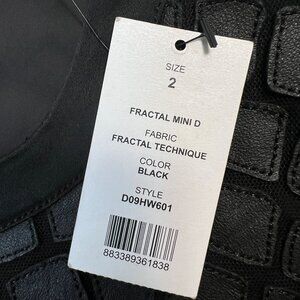 SIZE
2
FRACTAL MINI D
FABRIC
FRACTAL TECHNIQUE
COLOR
BLACK
STYLE
D09HW601
883389361838